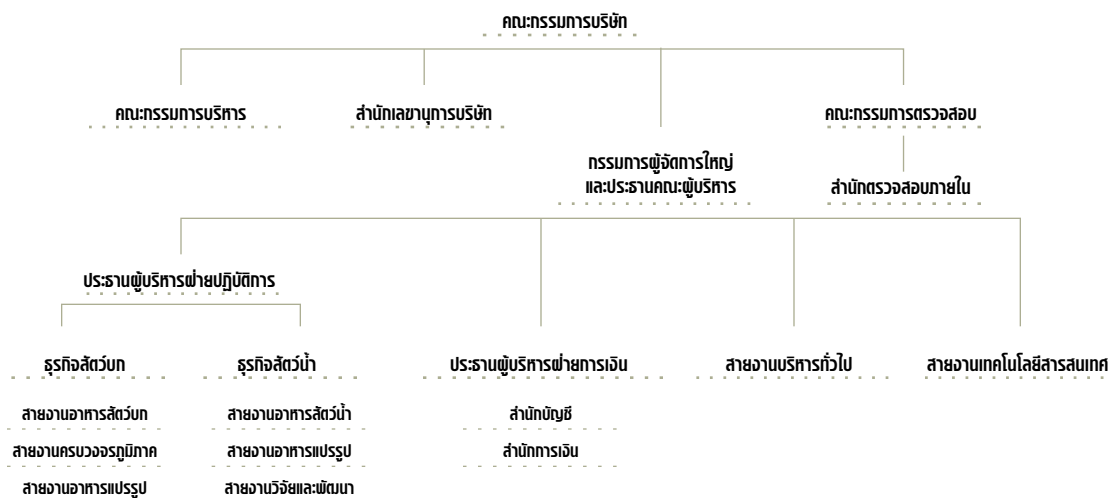 คณะกรรมการบริษัท
คณะกรรมการบริหาร
สำนักเลขานุการบริษัท
คณะกรรมการตรวจสอบ
กรรมการผู้จัดการใหญ่
และประธานคณะผู้บริหาร
สำนักตรวจสอบภายใน
ประธานผู้บริหารฝ่ายปฏิบัติการ
ธุรกิจสัตว์บก
ธุรกิจสัตว์น้ำ
ประธานผู้บริหารฝ่ายการเงิน
สายงานบริหารทั่วไป
สายงานเทคโนโลยีสารสนเทศ
สายงานอาหารสัตว์บก
สายงานอาหารสัตว์น้ำ
สำนักบัญชี
สายงานครบวงจรภูมิภาค
สายงานอาหารแปรรูป
สำนักการเงิน
สายงานอาหารแปรรูป
สายงานวิจัยและพัฒนา